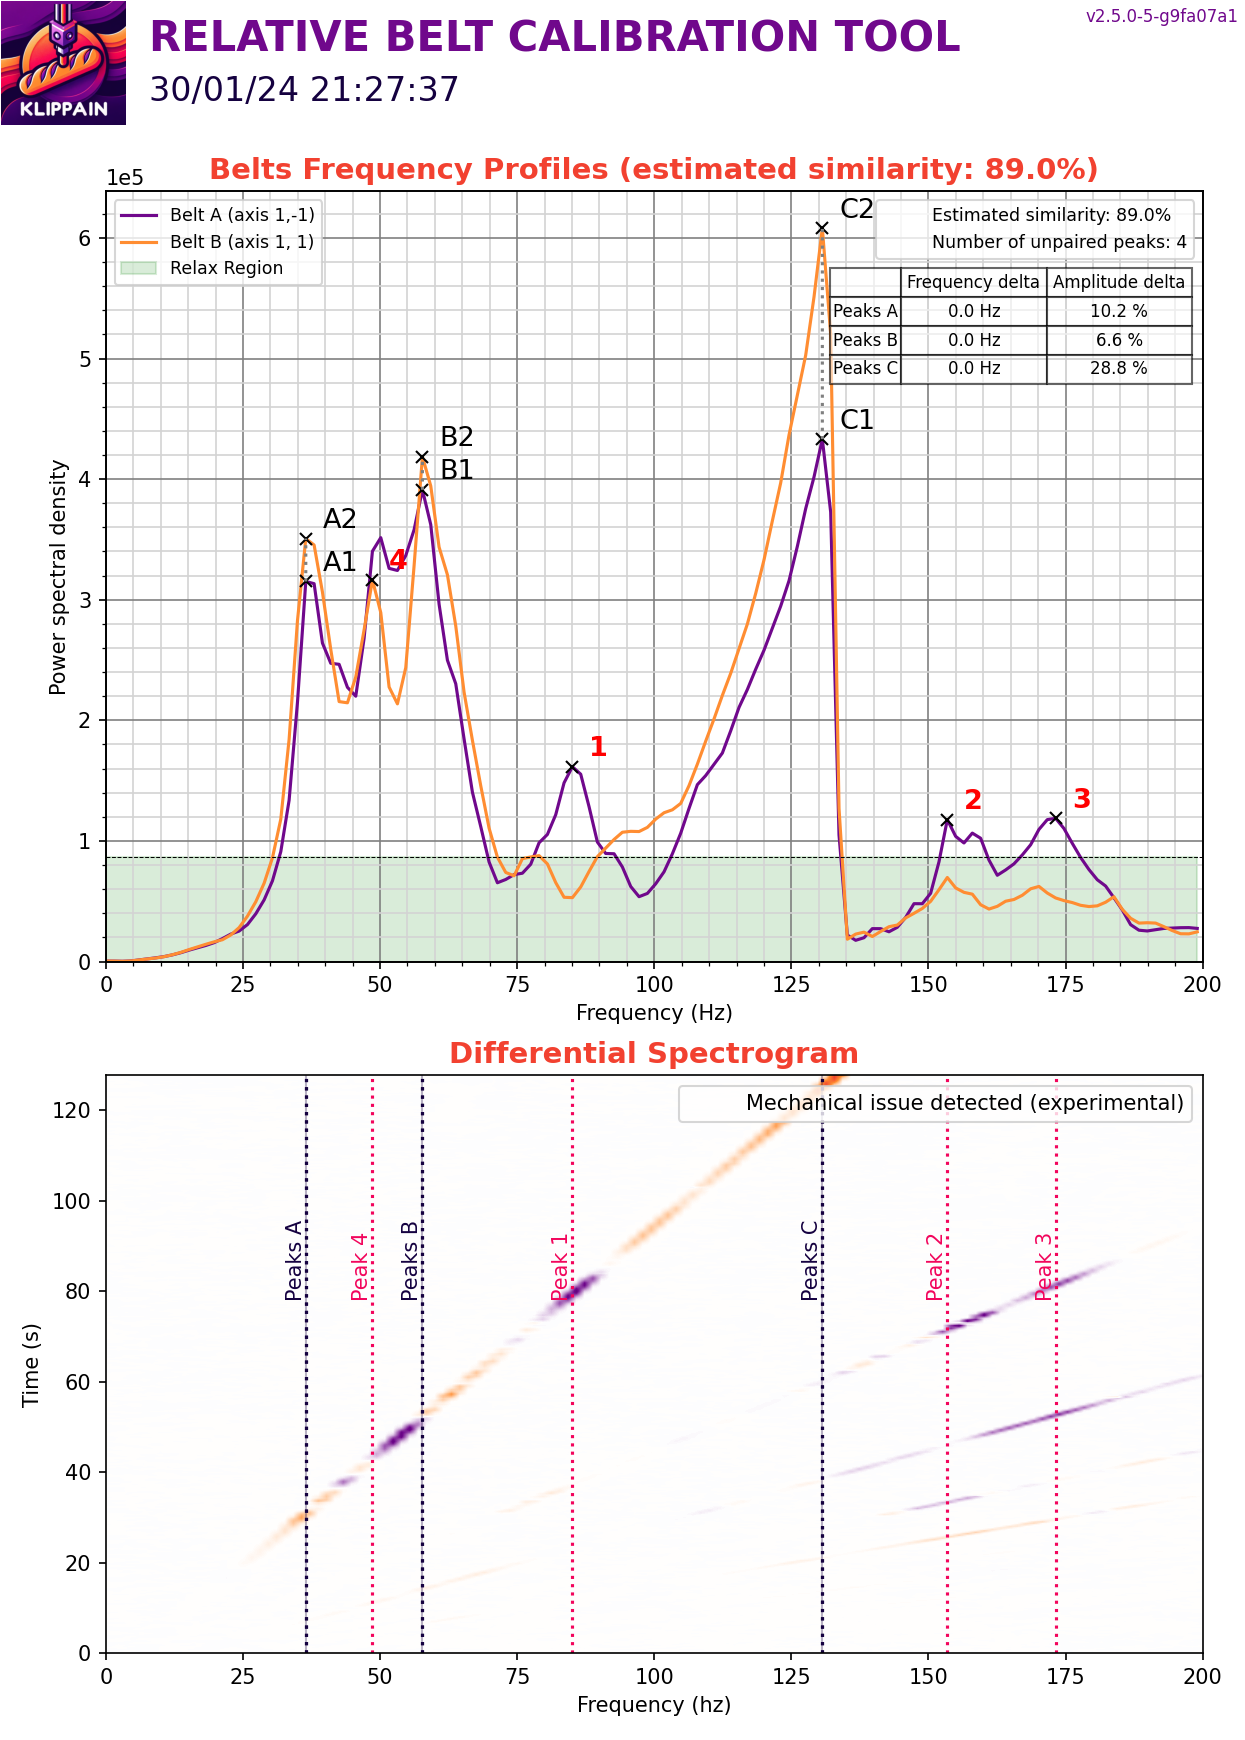 KLIPPAIN
RELATIVE BELT CALIBRATION TOOL
v2.5.0-5-g9fa07a1
30/01/24 21:27:37
Belts Frequency Profiles (estimated similarity: 89.0%)
1e5
Belt A (axis 1,-1)
Belt B (axis 1, 1)
Relax Region
Estimated similarity: 89.0%
Number of unpaired peaks: 4
Frequency delta Amplitude delta
Peaks A 0.0 Hz 10.2 %
Peaks B 0.0 Hz 6.6 %
Peaks C 0.0 Hz 28.8 %
C2
C1
B2
B1
A2
A1
4
1
2
3
Power spectral density
6
5
4
3
2
1
0
0 25 50 75 100 125 150 175 200
Frequency (Hz)
Differential Spectrogram
Mechanical issue detected (experimental)
Peaks A
Peak 4
Peaks B
Peak 1
Peaks C
Peak 2
Peak 3
Time (s)
120
100
80
60
40
20
0
0 25 50 75 100 125 150 175 200
Frequency (hz)